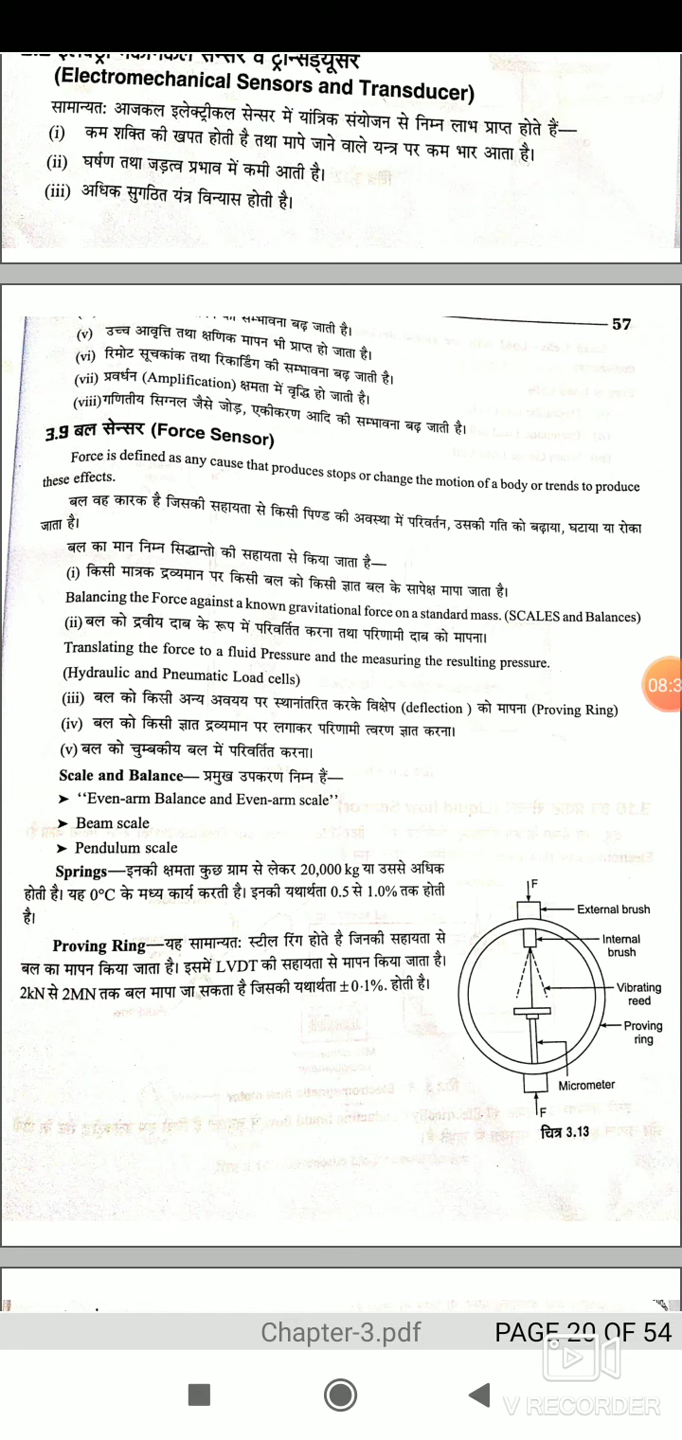 (Electromechanical Sensors and Transducer)
सामान्यत: आजकल इलेक्ट्रीकल सेन्सर में यांत्रिक संयोजन से निम्न लाभ प्राप्त होते हैं—
(i) कम शक्ति की खपत होती है तथा मापे जाने वाले यन्त्र पर कम भार आता है।
(ii) घर्षण तथा जड़त्व प्रभाव में कमी आती है।
(iii) अधिक सुगठित यंत्र विन्यास होती है।
सम्भावना बढ़ जाती है।
57
(v) उच्च आवृत्ति तथा क्षणिक मापन भी प्राप्त हो जाता है।
(vi) रिमोट सूचकांक तथा रिकार्डिंग की सम्भावना बढ़ जाती है।
(vii) प्रवर्धन (Amplification) क्षमता में वृद्धि हो जाती है।
(viii) गणितीय सिग्नल जैसे जोड़, एकीकरण आदि की सम्भावना बढ़ जाती है।
3.9 बल सेन्सर (Force Sensor)
Force is defined as any cause that produces stops or change the motion of a body or trends to produce
these effects.
बल वह कारक है जिसकी सहायता से किसी पिण्ड की अवस्था में परिवर्तन, उसकी गति को बढ़ाया, घटाया या रोका
जाता है।
बल का मान निम्न सिद्धान्तो की सहायता से किया जाता है—
(i) किसी मात्रक द्रव्यमान पर किसी बल को किसी ज्ञात बल के सापेक्ष मापा जाता है।
Balancing the Force against a known gravitational force on a standard mass. (SCALES and Balances)
(ii) बल को द्रवीय दाब के रूप में परिवर्तित करना तथा परिणामी दाब को मापना।
Translating the force to a fluid Pressure and the measuring the resulting pressure.
(Hydraulic and Pneumatic Load cells)
(iii) बल को किसी अन्य अवयय पर स्थानांतरित करके विक्षेप (deflection ) को मापना (Proving Ring)
(iv) बल को किसी ज्ञात द्रव्यमान पर लगाकर परिणामी त्वरण ज्ञात करना।
(v) बल को चुम्बकीय बल में परिवर्तित करना।
08:3
Scale and Balance— प्रमुख उपकरण निम्न हैं—
➤ ‘‘Even-arm Balance and Even-arm scale’’
➤ Beam scale
➤ Pendulum scale
Springs—इनकी क्षमता कुछ ग्राम से लेकर 20,000 kg या उससे अधिक
होती है। यह 0°C के मध्य कार्य करती है। इनकी यथार्थता 0.5 से 1.0% तक होती
है।
Proving Ring—यह सामान्यत: स्टील रिंग होते है जिनकी सहायता से
बल का मापन किया जाता है। इसमें LVDT की सहायता से मापन किया जाता है।
2kN से 2MN तक बल मापा जा सकता है जिसकी यथार्थता ±0·1%. होती है।
F
External brush
Internal
brush
Vibrating
reed
Proving
ring
Micrometer
F
चित्र 3.13
Chapter-3.pdf
PAGE 20 OF 54
V RECORDER